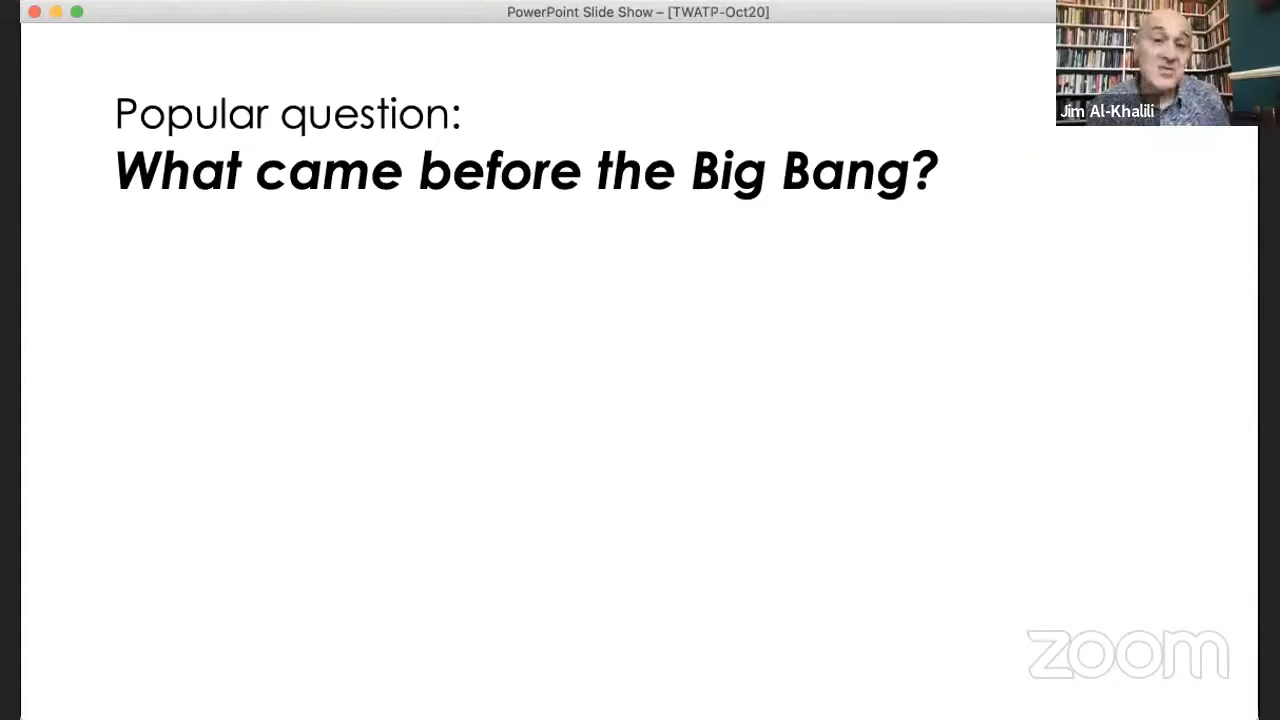 PowerPoint Slide Show – [TWATP-Oct20]
Jim Al-Khalili
Popular question:
What came before the Big Bang?
zoom